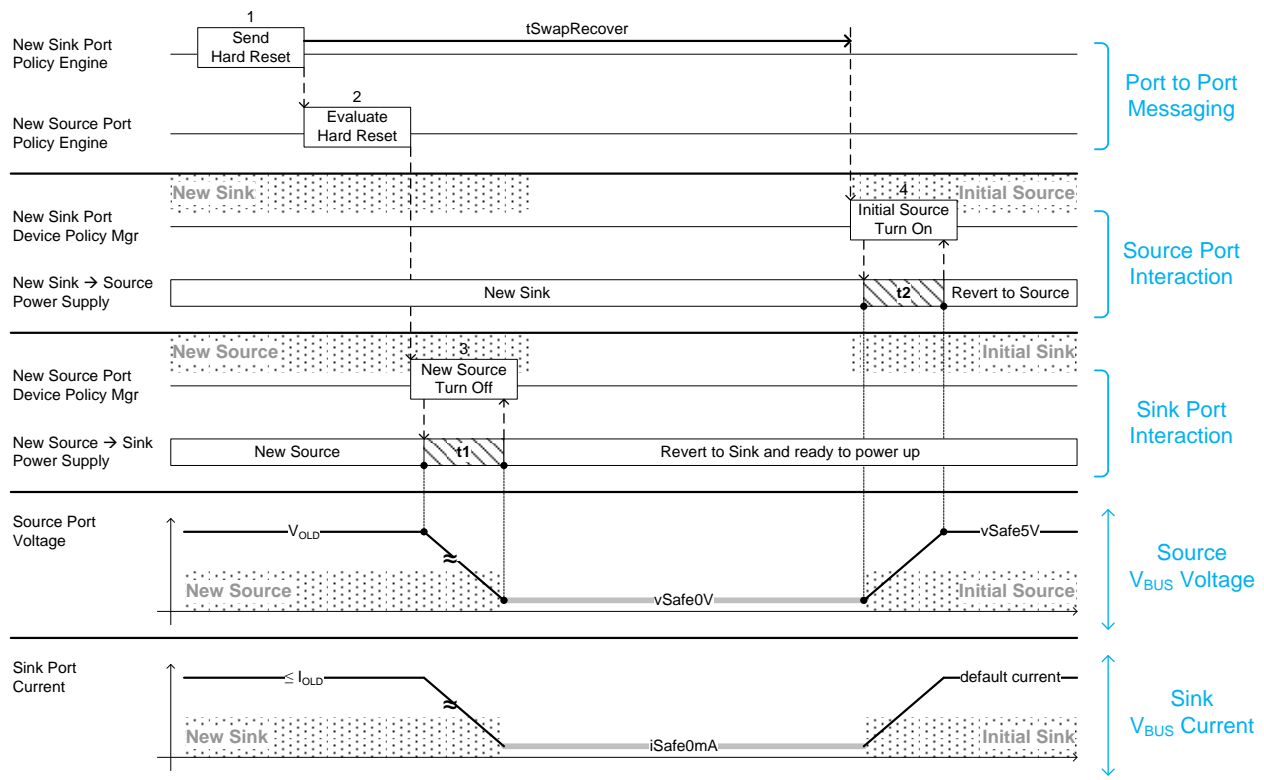 1
Send
Hard Reset
tSwapRecover
New Sink Port
Policy Engine
2
Evaluate
Hard Reset
New Source Port
Policy Engine
Port to Port
Messaging
New Sink
Initial Source
4
Initial Source
Turn On
New Sink Port
Device Policy Mgr
New Sink → Source
Power Supply
New Sink
t2
Revert to Source
Source Port
Interaction
New Source
Initial Sink
3
New Source
Turn Off
New Source Port
Device Policy Mgr
New Source → Sink
Power Supply
New Source
t1
Revert to Sink and ready to power up
Sink Port
Interaction
Source Port
Voltage
VOLD
≈
vSafe5V
New Source
vSafe0V
Initial Source
Source
VBUS Voltage
Sink Port
Current
≤ IOLD
≈
default current
New Sink
iSafe0mA
Initial Sink
Sink
VBUS Current